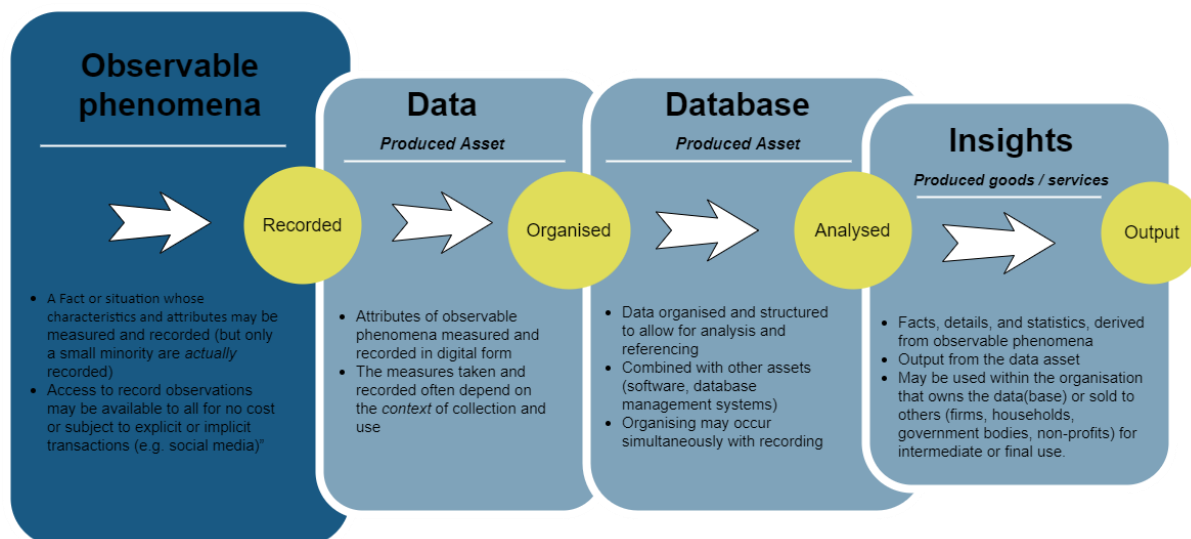 Observable
phenomena
Recorded
A Fact or situation whose
characteristics and attributes may be
measured and recorded (but only
a small minority are actually
recorded)
Access to record observations
may be available to all for no cost
or subject to explicit or implicit
transactions (e.g. social media)"
Data
Produced Asset
Organised
Attributes of observable
phenomena measured and
recorded in digital form
The measures taken and
recorded often depend on
the context of collection and
use
Database
Produced Asset
Analysed
Data organised and structured
to allow for analysis and
referencing
Combined with other assets
(software, database
management systems)
Organising may occur
simultaneously with recording
Insights
Produced goods / services
Output
Facts, details, and statistics, derived
from observable phenomena
Output from the data asset
May be used within the organisation
that owns the data(base) or sold to
others (firms, households,
government bodies, non-profits) for
intermediate or final use.